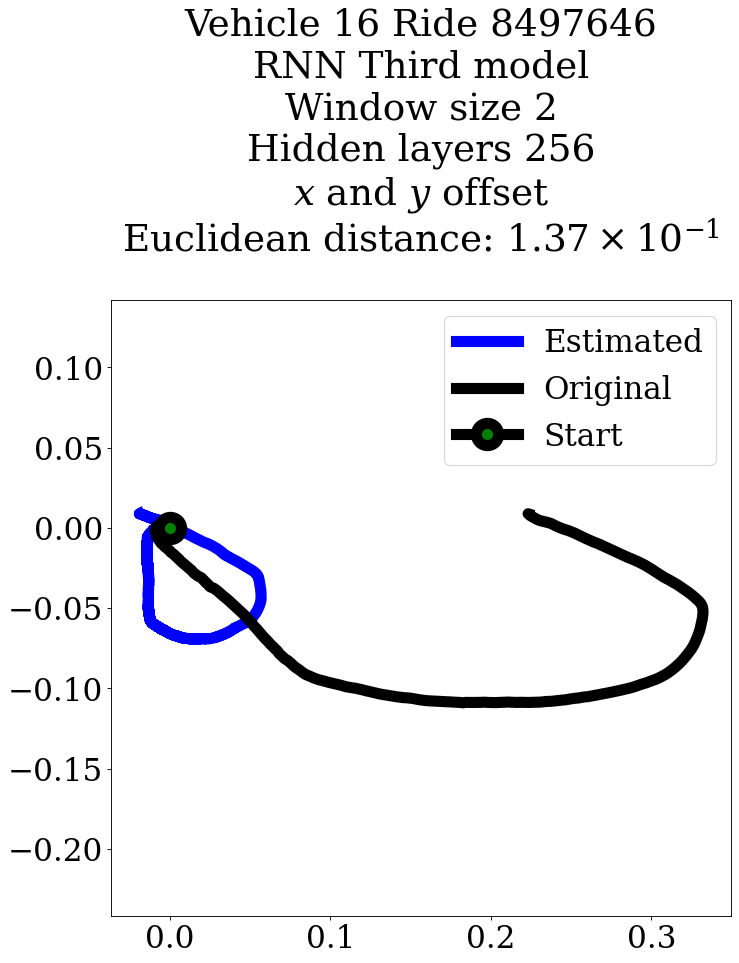 Vehicle 16 Ride 8497646
RNN Third model
Window size 2
Hidden layers 256
x and y offset
Euclidean distance: 1.37 × 10⁻¹
Estimated
Original
Start
0.10
0.05
0.00
−0.05
−0.10
−0.15
−0.20
0.0 0.1 0.2 0.3